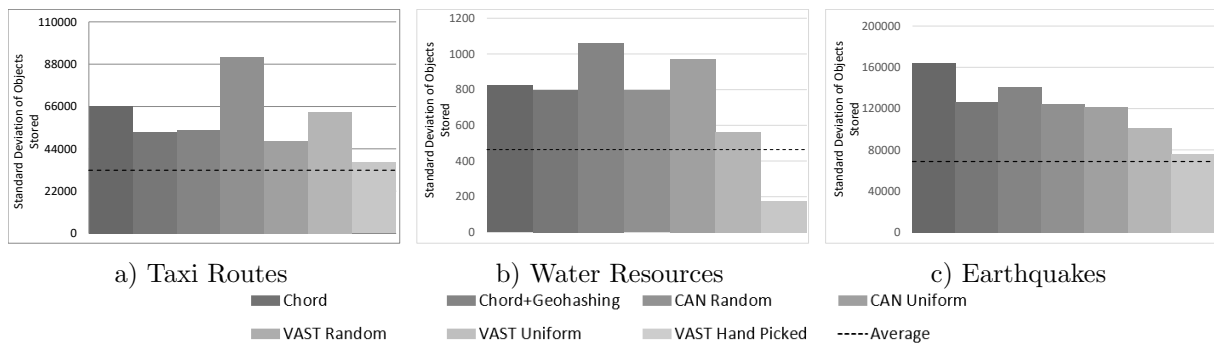 Standard Deviation of Objects
Stored
110000
88000
66000
44000
22000
0
a) Taxi Routes
Standard Deviation of Objects
Stored
1200
1000
800
600
400
200
0
b) Water Resources
Standard Deviation of Objects
Stored
200000
160000
120000
80000
40000
0
c) Earthquakes
Chord
Chord+Geohashing
CAN Random
CAN Uniform
VAST Random
VAST Uniform
VAST Hand Picked
Average